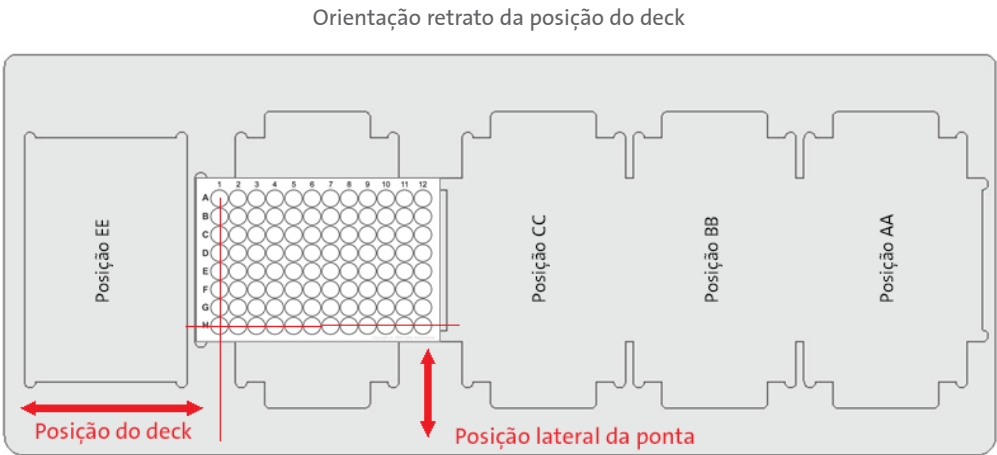 Orientação retrato da posição do deck
1 2 3 4 5 6 7 8 9 10 11 12
A
B
C
D
E
F
G
H
Posição EE
Posição CC
Posição BB
Posição AA
Posição do deck
Posição lateral da ponta